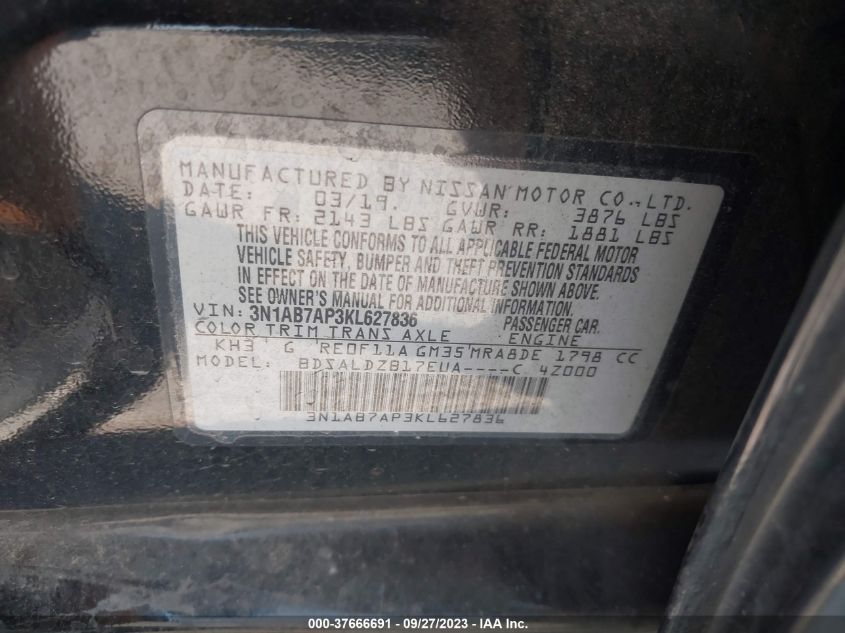 MANUFACTURED BY NISSAN MOTOR CO., LTD.
DATE: 03/19. GVWR: 3876 LBS
GAWR FR: 2143 LBS GAWR RR: 1881 LBS
THIS VEHICLE CONFORMS TO ALL APPLICABLE FEDERAL MOTOR
VEHICLE SAFETY, BUMPER AND THEFT PREVENTION STANDARDS
IN EFFECT ON THE DATE OF MANUFACTURE SHOWN ABOVE.
SEE OWNER'S MANUAL FOR ADDITIONAL INFORMATION.
VIN: 3N1AB7AP3KL627836 PASSENGER CAR.
COLOR TRIM TRANS AXLE ENGINE
KH3 G RE0F11A GM35 MRA8DE 1798 CC
MODEL: BDSALDZB17EUA----C 4Z000
3N1AB7AP3KL627836
000-37666691 - 09/27/2023 - IAA Inc.